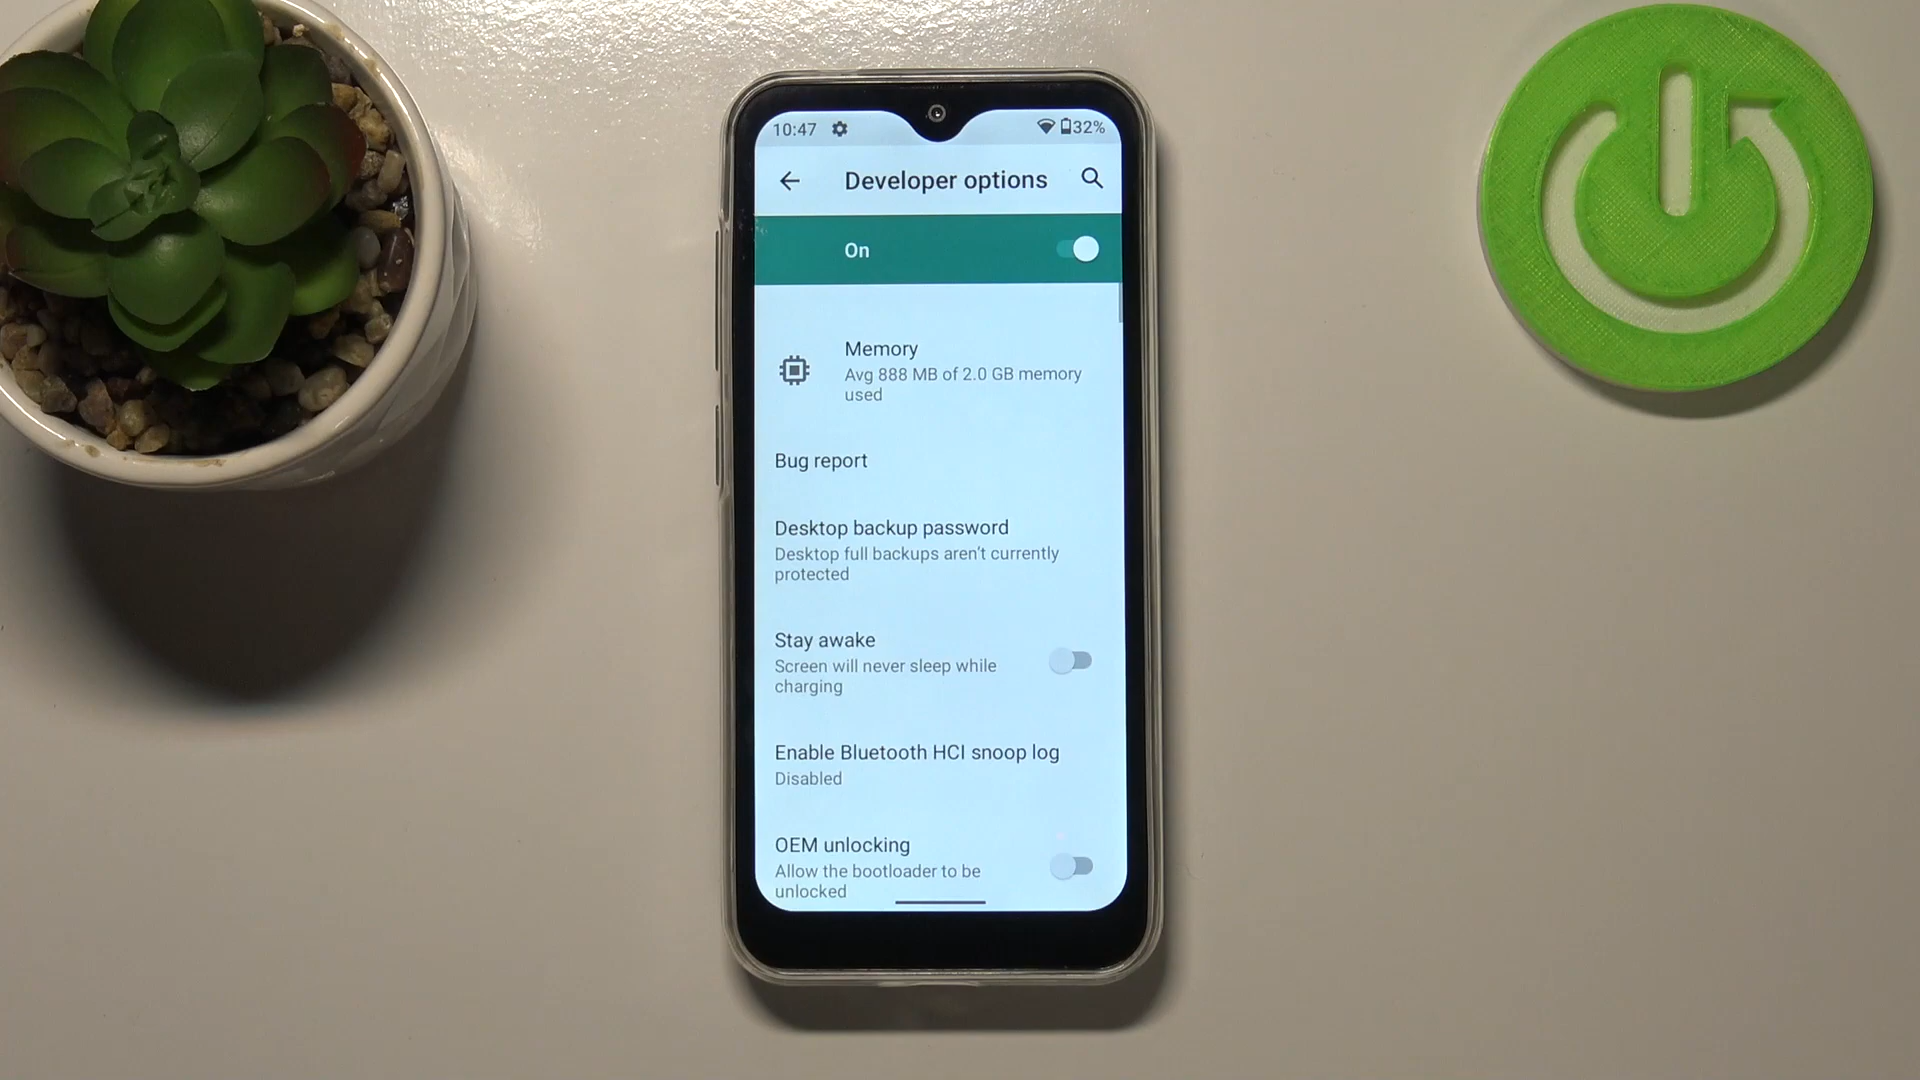 10:47
32%
Developer options
On
Memory
Avg 888 MB of 2.0 GB memory
used
Bug report
Desktop backup password
Desktop full backups aren't currently
protected
Stay awake
Screen will never sleep while
charging
Enable Bluetooth HCI snoop log
Disabled
OEM unlocking
Allow the bootloader to be
unlocked